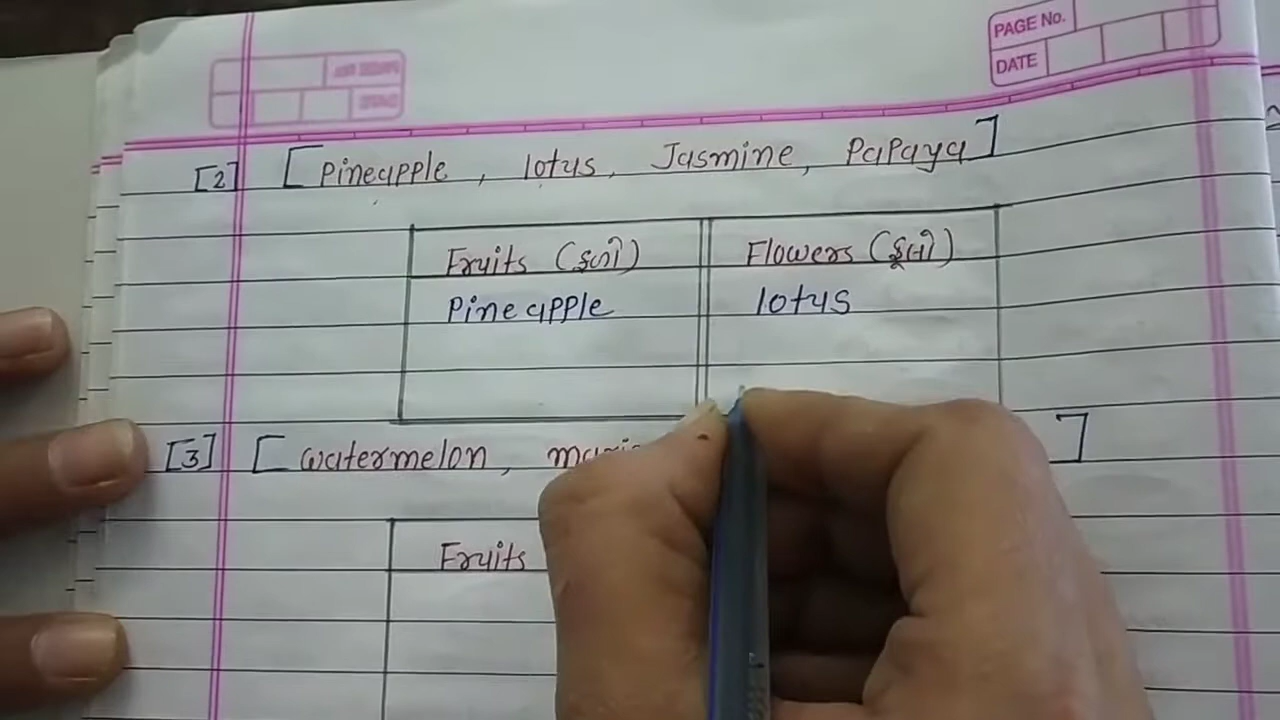 PAGE No.
DATE
[2] [Pineapple, lotus, Jasmine, Papaya]
Fruits (ફળો) Flowers (ફૂલો)
Pineapple lotus
[3] [watermelon, ]
Fruits